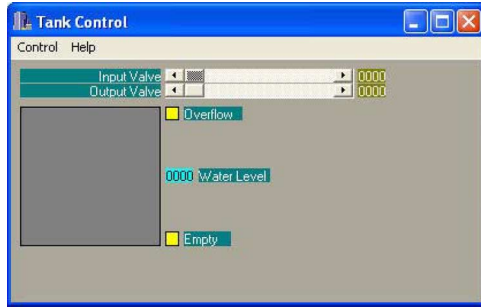 Tank Control
Control Help
Input Valve 0000
Output Valve 0000
Overflow
0000 Water Level
Empty